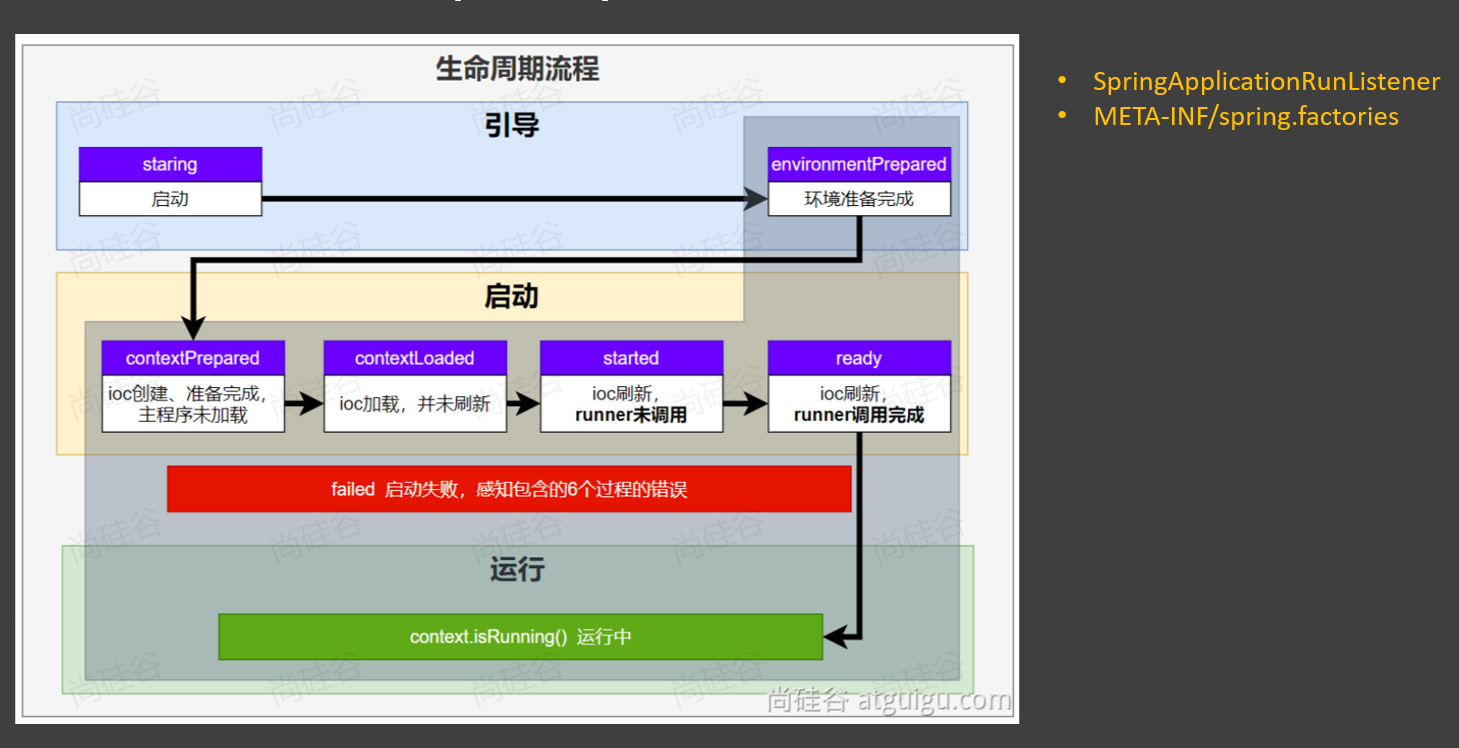 生命周期流程
引导
staring
启动
environmentPrepared
环境准备完成
启动
contextPrepared
ioc创建、准备完成，
主程序未加载
contextLoaded
ioc加载，并未刷新
started
ioc刷新，
runner未调用
ready
ioc刷新，
runner调用完成
failed 启动失败，感知包含的6个过程的错误
运行
context.isRunning() 运行中
尚硅谷 atguigu.com
• SpringApplicationRunListener
• META-INF/spring.factories